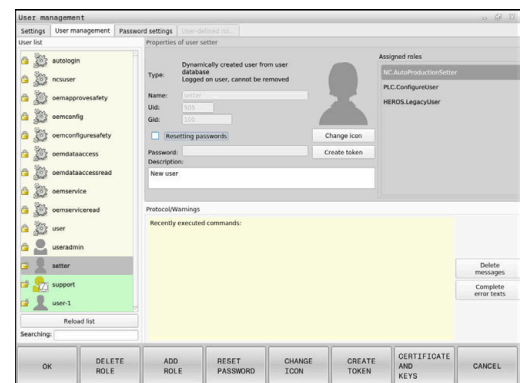 User management
Settings
User management
Password settings
User-defined rol...
User list
autologin
ncsuser
oemapprovesafety
oemconfig
oemconfiguresafety
oemdataaccess
oemdataaccessread
oemservice
oemserviceread
user
useradmin
setter
support
user-1
Reload list
Searching:
Properties of user setter
Type:
Dynamically created user from user
database
Logged on user, cannot be removed
Name:
setter
Uid:
503
Gid:
100
Resetting passwords
Change icon
Password:
Create token
Description:
New user
Assigned roles
NC.AutoProductionSetter
PLC.ConfigureUser
HEROS.LegacyUser
Protocol/Warnings
Recently executed commands:
Delete
messages
Complete
error texts
OK
DELETE
ROLE
ADD
ROLE
RESET
PASSWORD
CHANGE
ICON
CREATE
TOKEN
CERTIFICATE
AND
KEYS
CANCEL